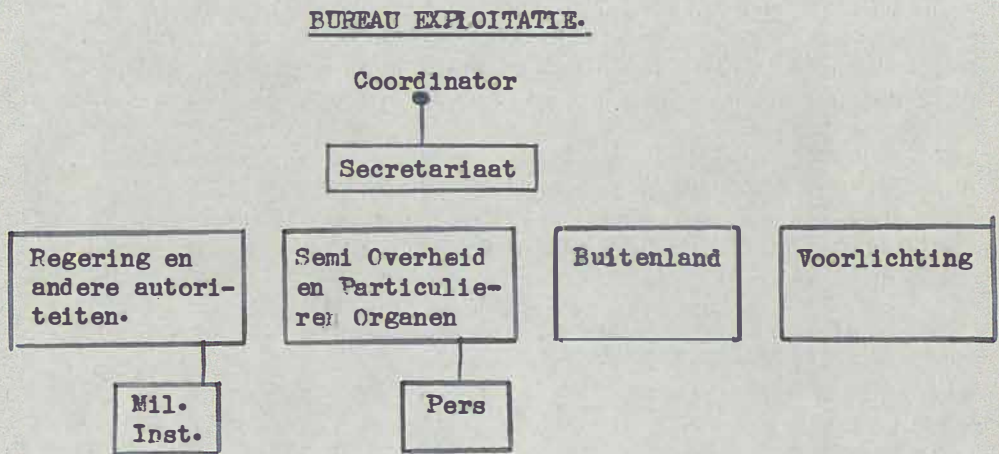 BUREAU EXPLOITATIE.
Coordinator
Secretariaat
Regering en
andere autori-
teiten.
Semi Overheid
en Particulie-
ren Organen
Buitenland
Voorlichting
Mil.
Inst.
Pers